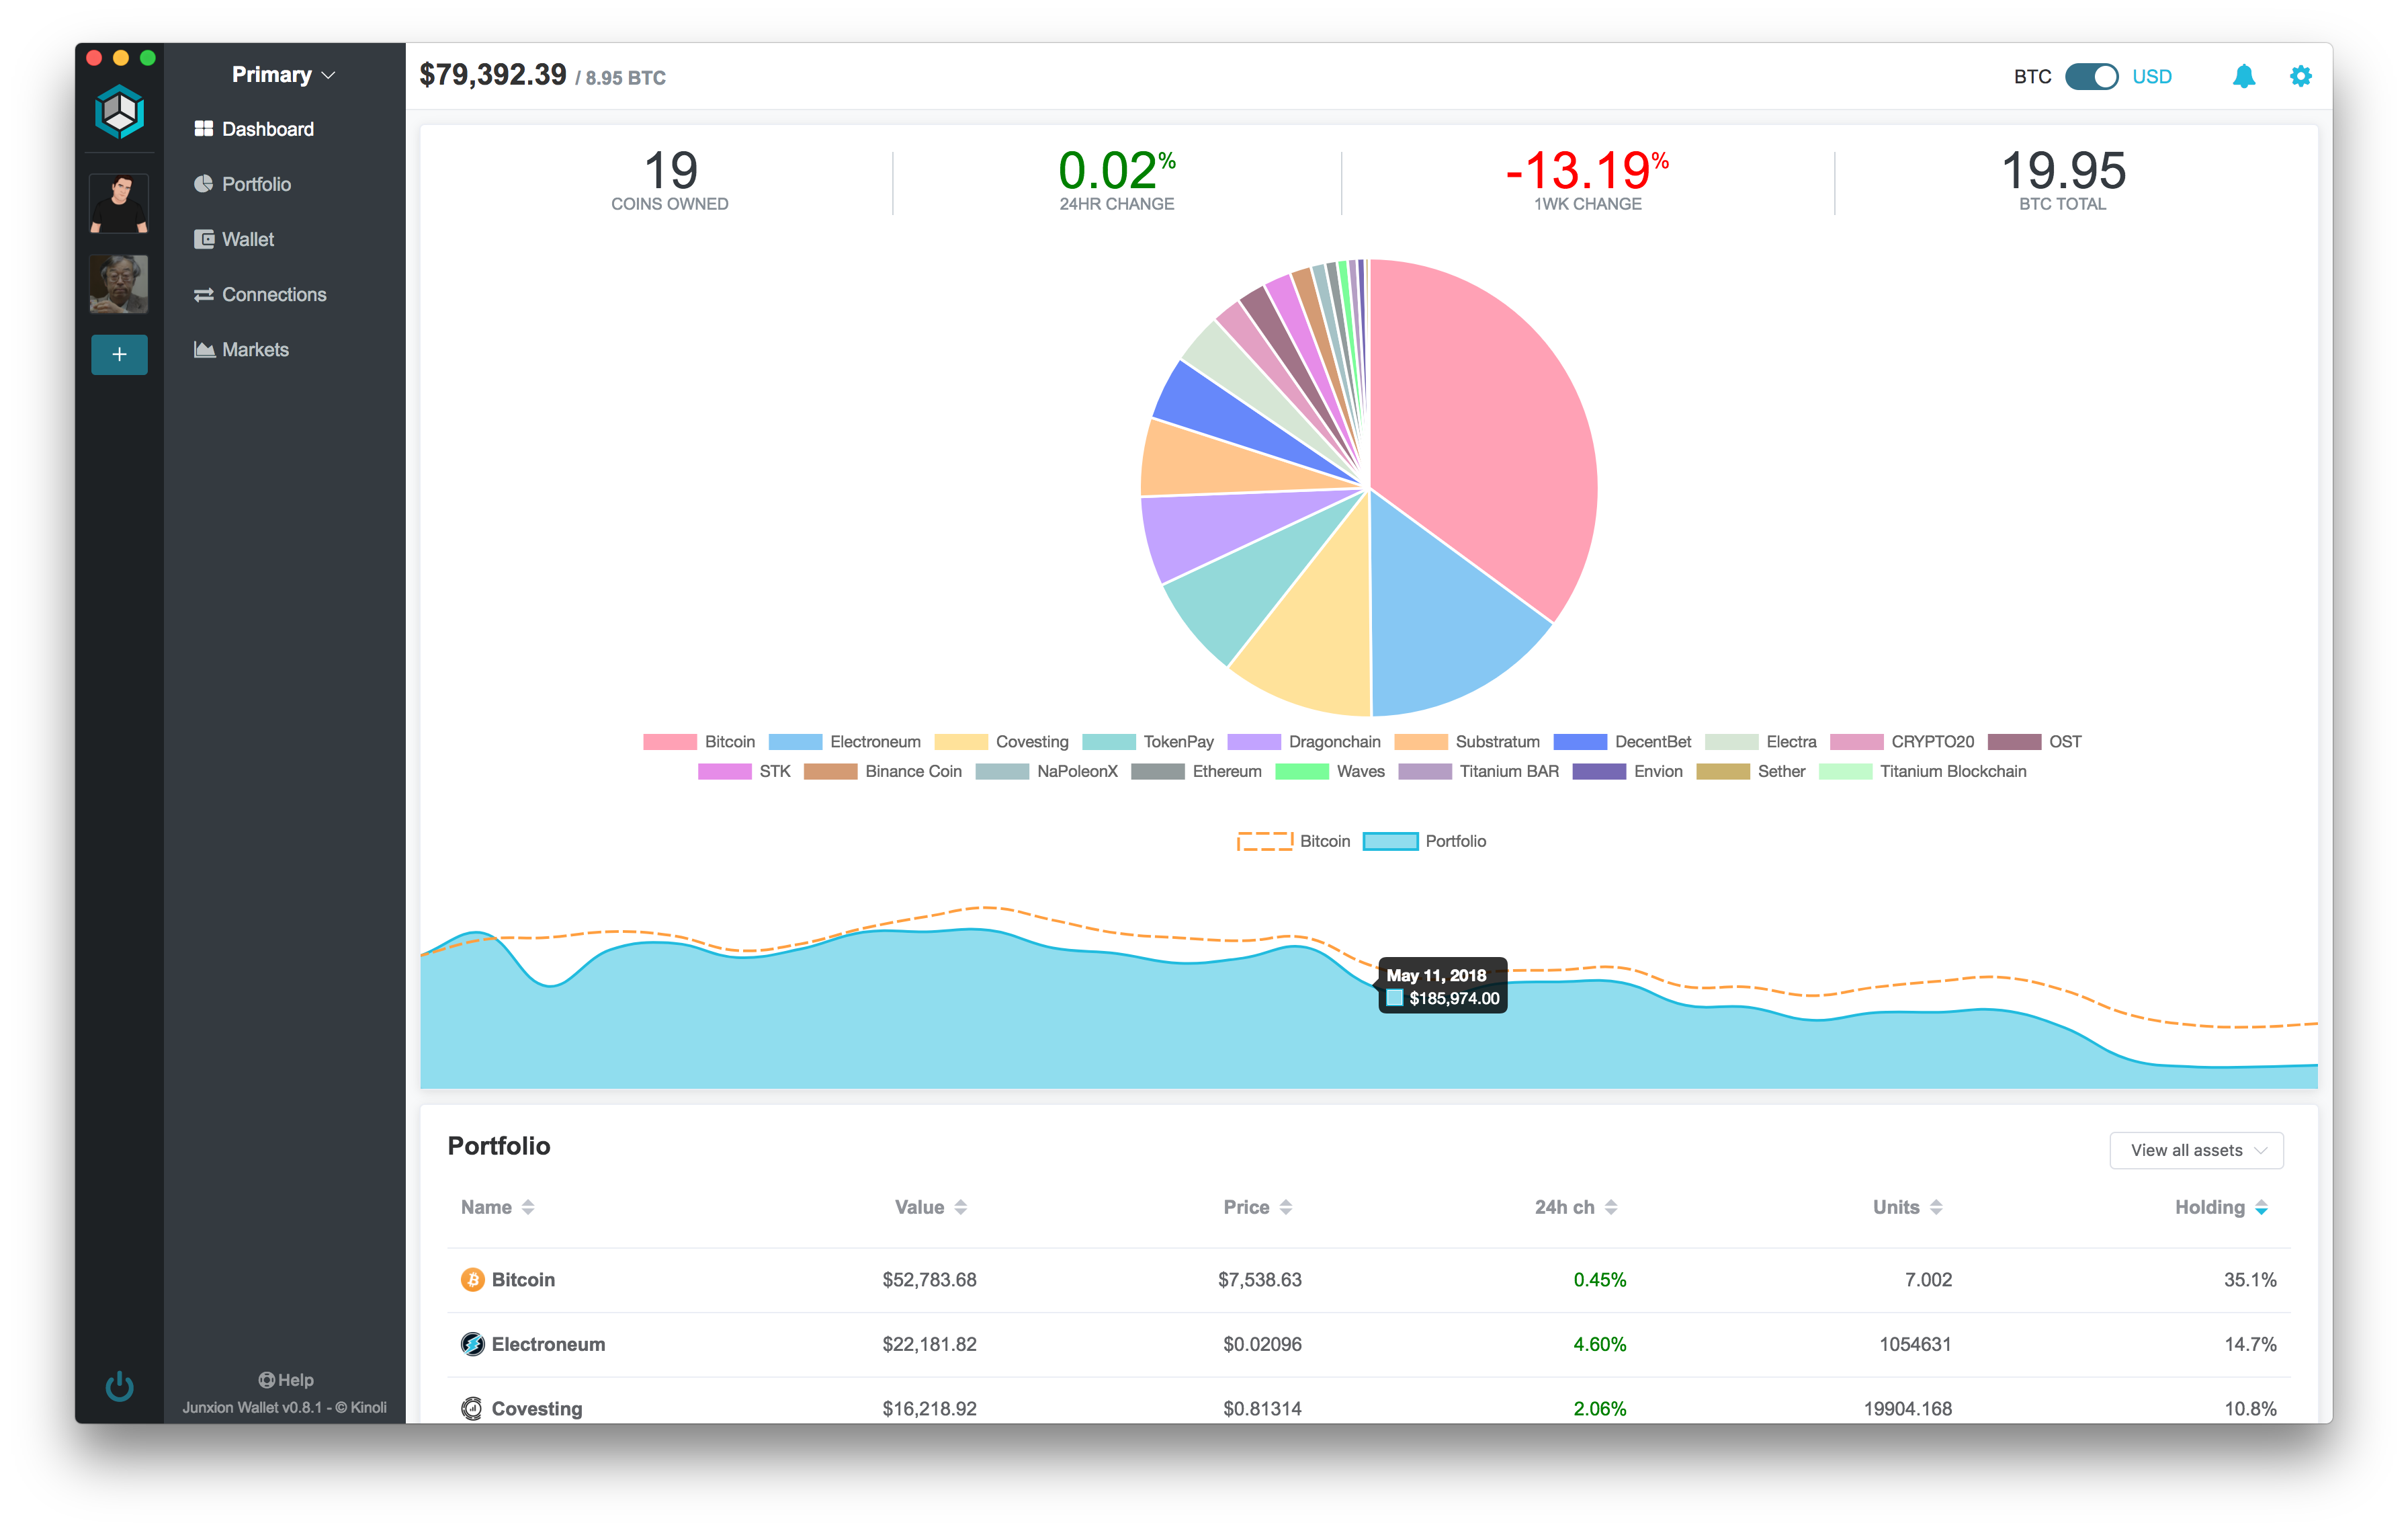 Primary
Dashboard
Portfolio
Wallet
Connections
Markets
+
Help
Junxion Wallet v0.8.1 - © Kinoli
$79,392.39 / 8.95 BTC
BTC USD
19
COINS OWNED
0.02%
24HR CHANGE
-13.19%
1WK CHANGE
19.95
BTC TOTAL
Bitcoin Electroneum Covesting TokenPay Dragonchain Substratum DecentBet Electra CRYPTO20 OST
STK Binance Coin NaPoleonX Ethereum Waves Titanium BAR Envion Sether Titanium Blockchain
Bitcoin Portfolio
May 11, 2018
$185,974.00
Portfolio
View all assets
Name Value Price 24h ch Units Holding
Bitcoin $52,783.68 $7,538.63 0.45% 7.002 35.1%
Electroneum $22,181.82 $0.02096 4.60% 1054631 14.7%
Covesting $16,218.92 $0.81314 2.06% 19904.168 10.8%